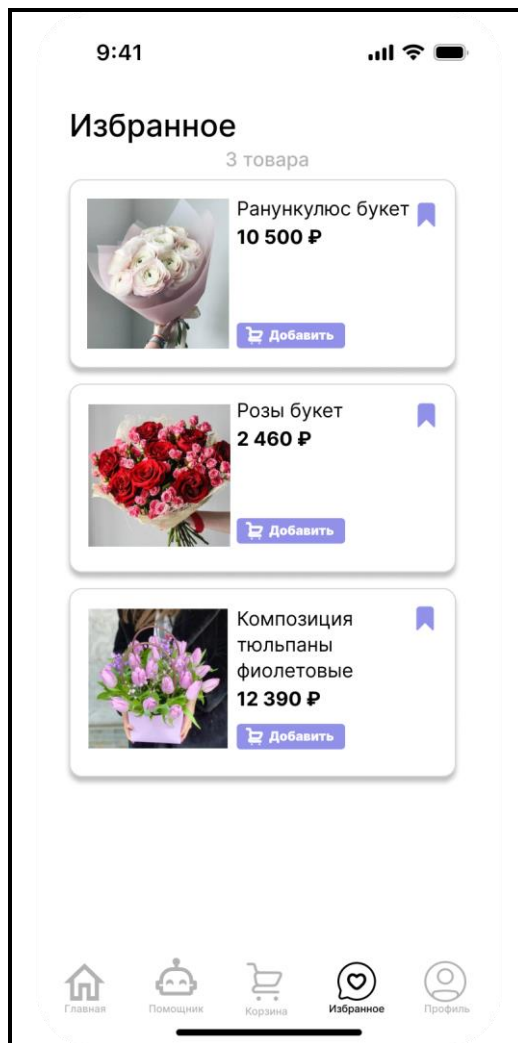 9:41
Избранное
3 товара
Ранункулюс букет
10 500 ₽
Добавить
Розы букет
2 460 ₽
Добавить
Композиция
тюльпаны
фиолетовые
12 390 ₽
Добавить
Главная
Помощник
Корзина
Избранное
Профиль